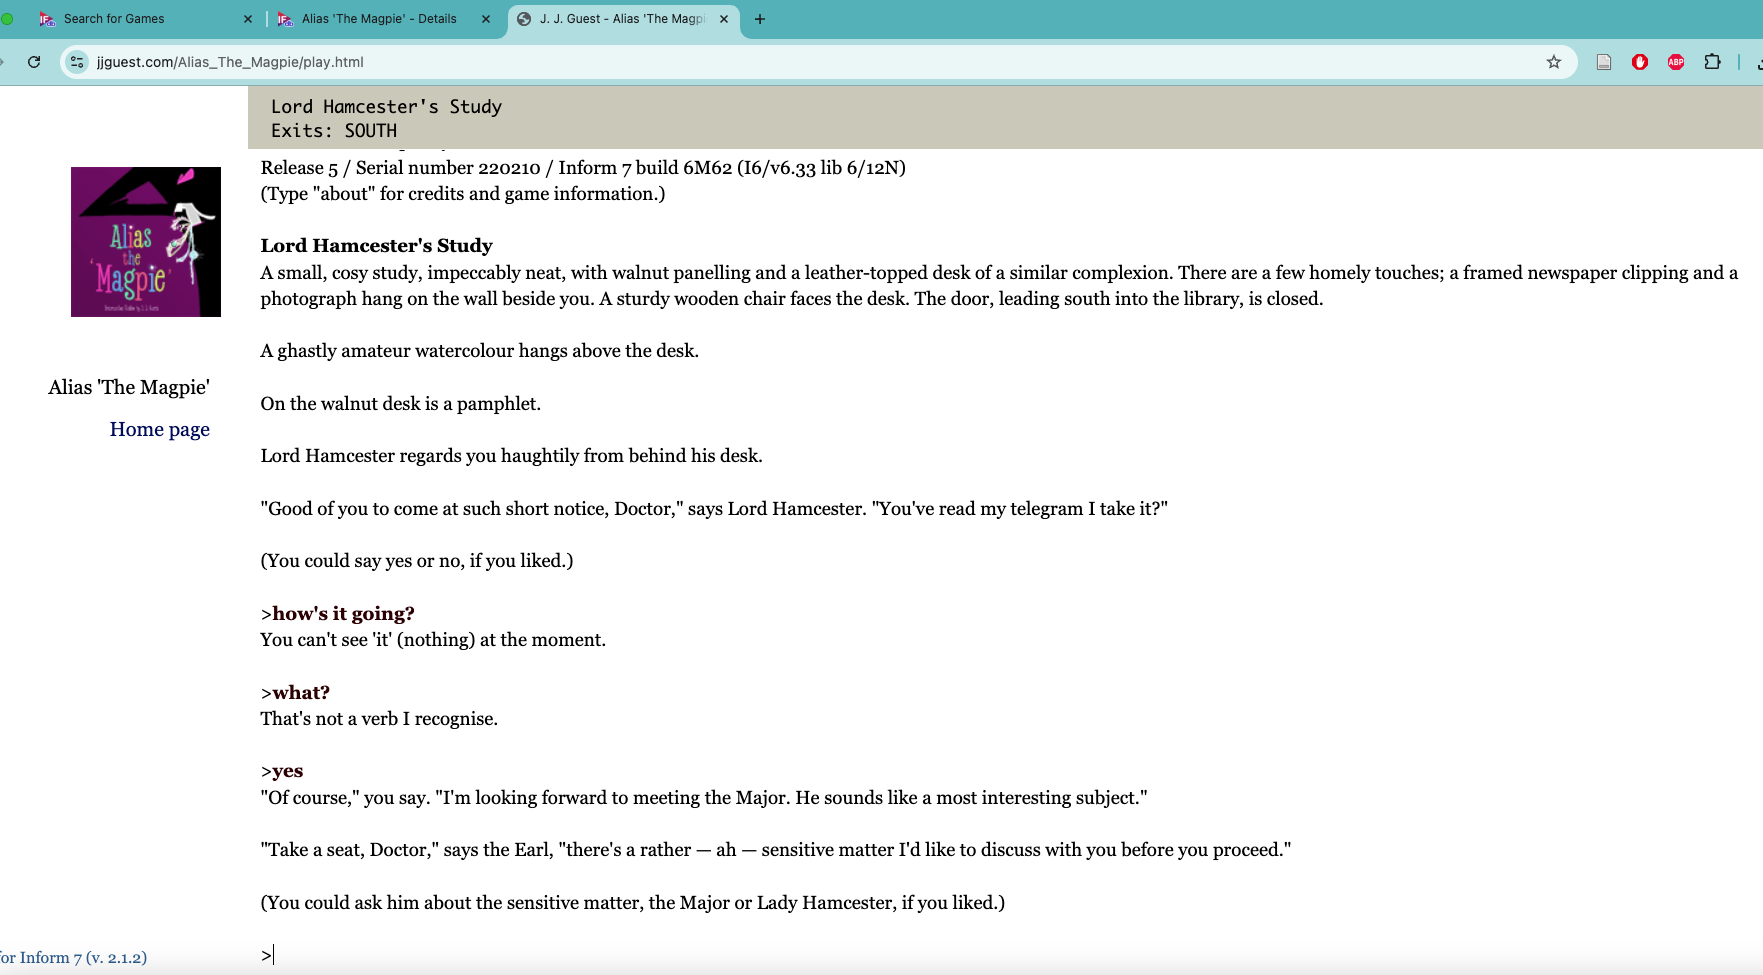 Search for Games
Alias 'The Magpie' - Details
J. J. Guest - Alias 'The Magpi
jjguest.com/Alias_The_Magpie/play.html
ABP
Lord Hamcester's Study
Exits: SOUTH
Release 5 / Serial number 220210 / Inform 7 build 6M62 (I6/v6.33 lib 6/12N)
(Type "about" for credits and game information.)
Alias
the
'Magpie'
Alias 'The Magpie'
Home page
Lord Hamcester's Study
A small, cosy study, impeccably neat, with walnut panelling and a leather-topped desk of a similar complexion. There are a few homely touches; a framed newspaper clipping and a
photograph hang on the wall beside you. A sturdy wooden chair faces the desk. The door, leading south into the library, is closed.
A ghastly amateur watercolour hangs above the desk.
On the walnut desk is a pamphlet.
Lord Hamcester regards you haughtily from behind his desk.
"Good of you to come at such short notice, Doctor," says Lord Hamcester. "You've read my telegram I take it?"
(You could say yes or no, if you liked.)
>how's it going?
You can't see 'it' (nothing) at the moment.
>what?
That's not a verb I recognise.
>yes
"Of course," you say. "I'm looking forward to meeting the Major. He sounds like a most interesting subject."
"Take a seat, Doctor," says the Earl, "there's a rather — ah — sensitive matter I'd like to discuss with you before you proceed."
(You could ask him about the sensitive matter, the Major or Lady Hamcester, if you liked.)
>
or Inform 7 (v. 2.1.2)